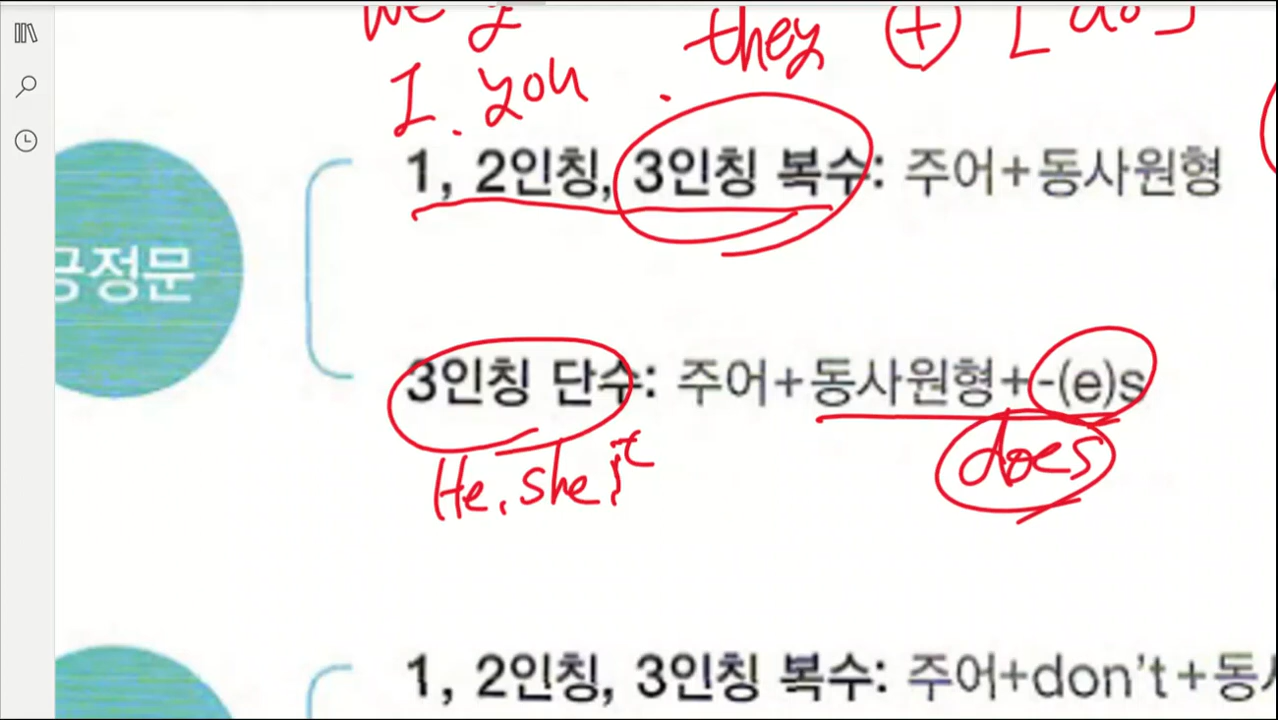 we y
they + [do]
I. you
1, 2인칭, 3인칭 복수: 주어+동사원형
긍정문
3인칭 단수: 주어+동사원형+-(e)s
He, she, it
does
1, 2인칭, 3인칭 복수: 주어+don't+동